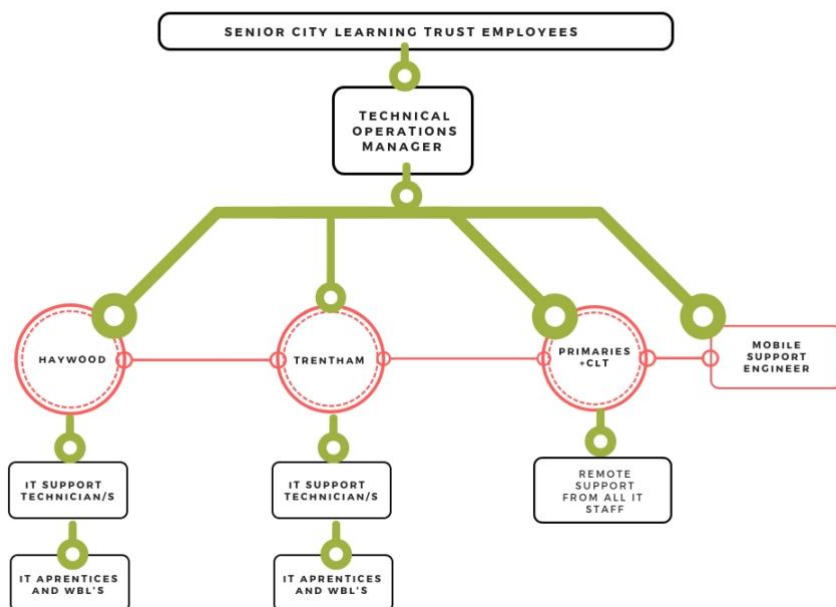 SENIOR CITY LEARNING TRUST EMPLOYEES
TECHNICAL
OPERATIONS
MANAGER
HAYWOOD
TRENTHAM
PRIMARIES
+CLT
MOBILE
SUPPORT
ENGINEER
IT SUPPORT
TECHNICIAN/S
IT SUPPORT
TECHNICIAN/S
REMOTE
SUPPORT
FROM ALL IT
STAFF
IT APRENTICES
AND WBL'S
IT APRENTICES
AND WBL'S